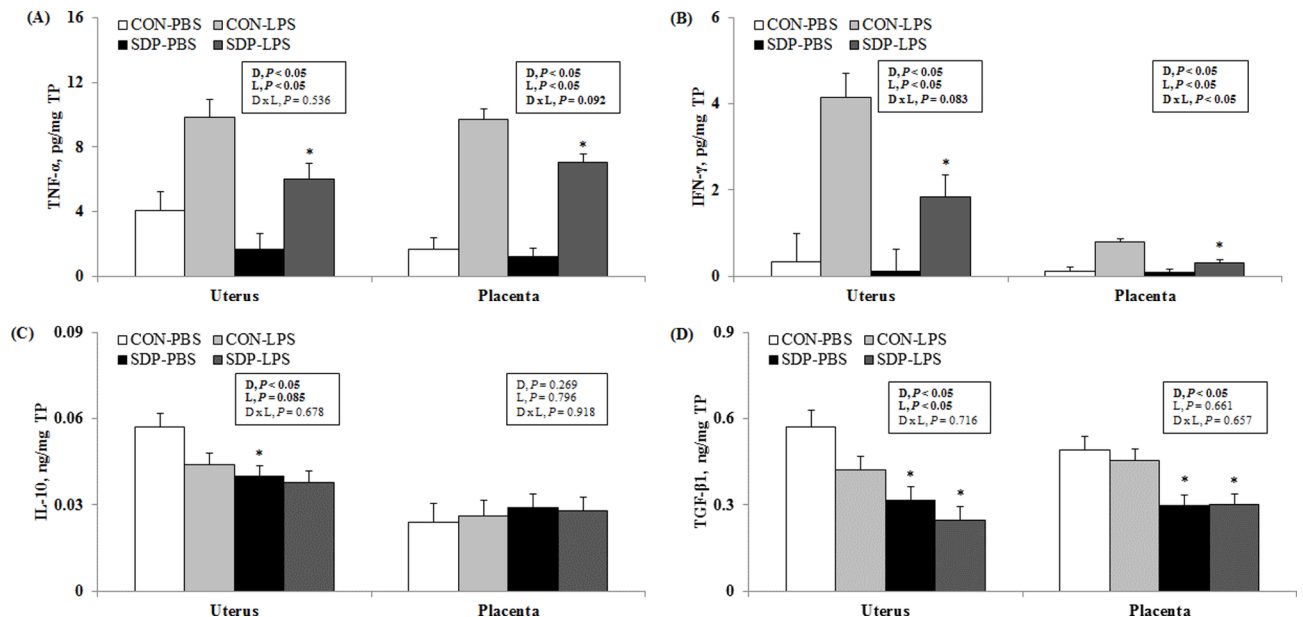 (A)
TNF-α, pg/mg TP
16
12
8
4
0
CON-PBS CON-LPS
SDP-PBS SDP-LPS
D, P < 0.05
L, P < 0.05
D x L, P = 0.536
D, P < 0.05
L, P < 0.05
D x L, P = 0.092
*
*
Uterus Placenta
(B)
IFN-γ, pg/mg TP
6
4
2
0
CON-PBS CON-LPS
SDP-PBS SDP-LPS
D, P < 0.05
L, P < 0.05
D x L, P = 0.083
D, P < 0.05
L, P < 0.05
D x L, P < 0.05
*
*
Uterus Placenta
(C)
IL-10, ng/mg TP
0.09
0.06
0.03
0
CON-PBS CON-LPS
SDP-PBS SDP-LPS
D, P < 0.05
L, P = 0.085
D x L, P = 0.678
D, P = 0.269
L, P = 0.796
D x L, P = 0.918
*
Uterus Placenta
(D)
TGF-β1, ng/mg TP
0.9
0.6
0.3
0
CON-PBS CON-LPS
SDP-PBS SDP-LPS
D, P < 0.05
L, P < 0.05
D x L, P = 0.716
D, P < 0.05
L, P = 0.661
D x L, P = 0.657
*
*
*
*
Uterus Placenta